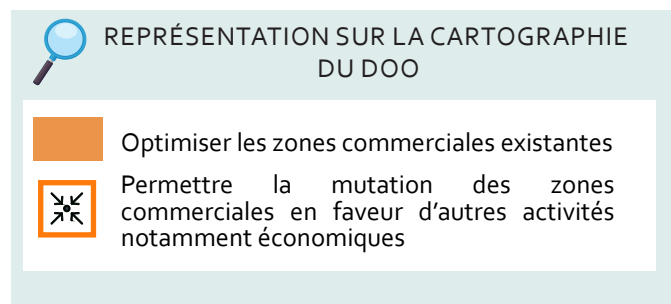 REPRÉSENTATION SUR LA CARTOGRAPHIE
DU DOO
Optimiser les zones commerciales existantes
Permettre la mutation des zones
commerciales en faveur d'autres activités
notamment économiques